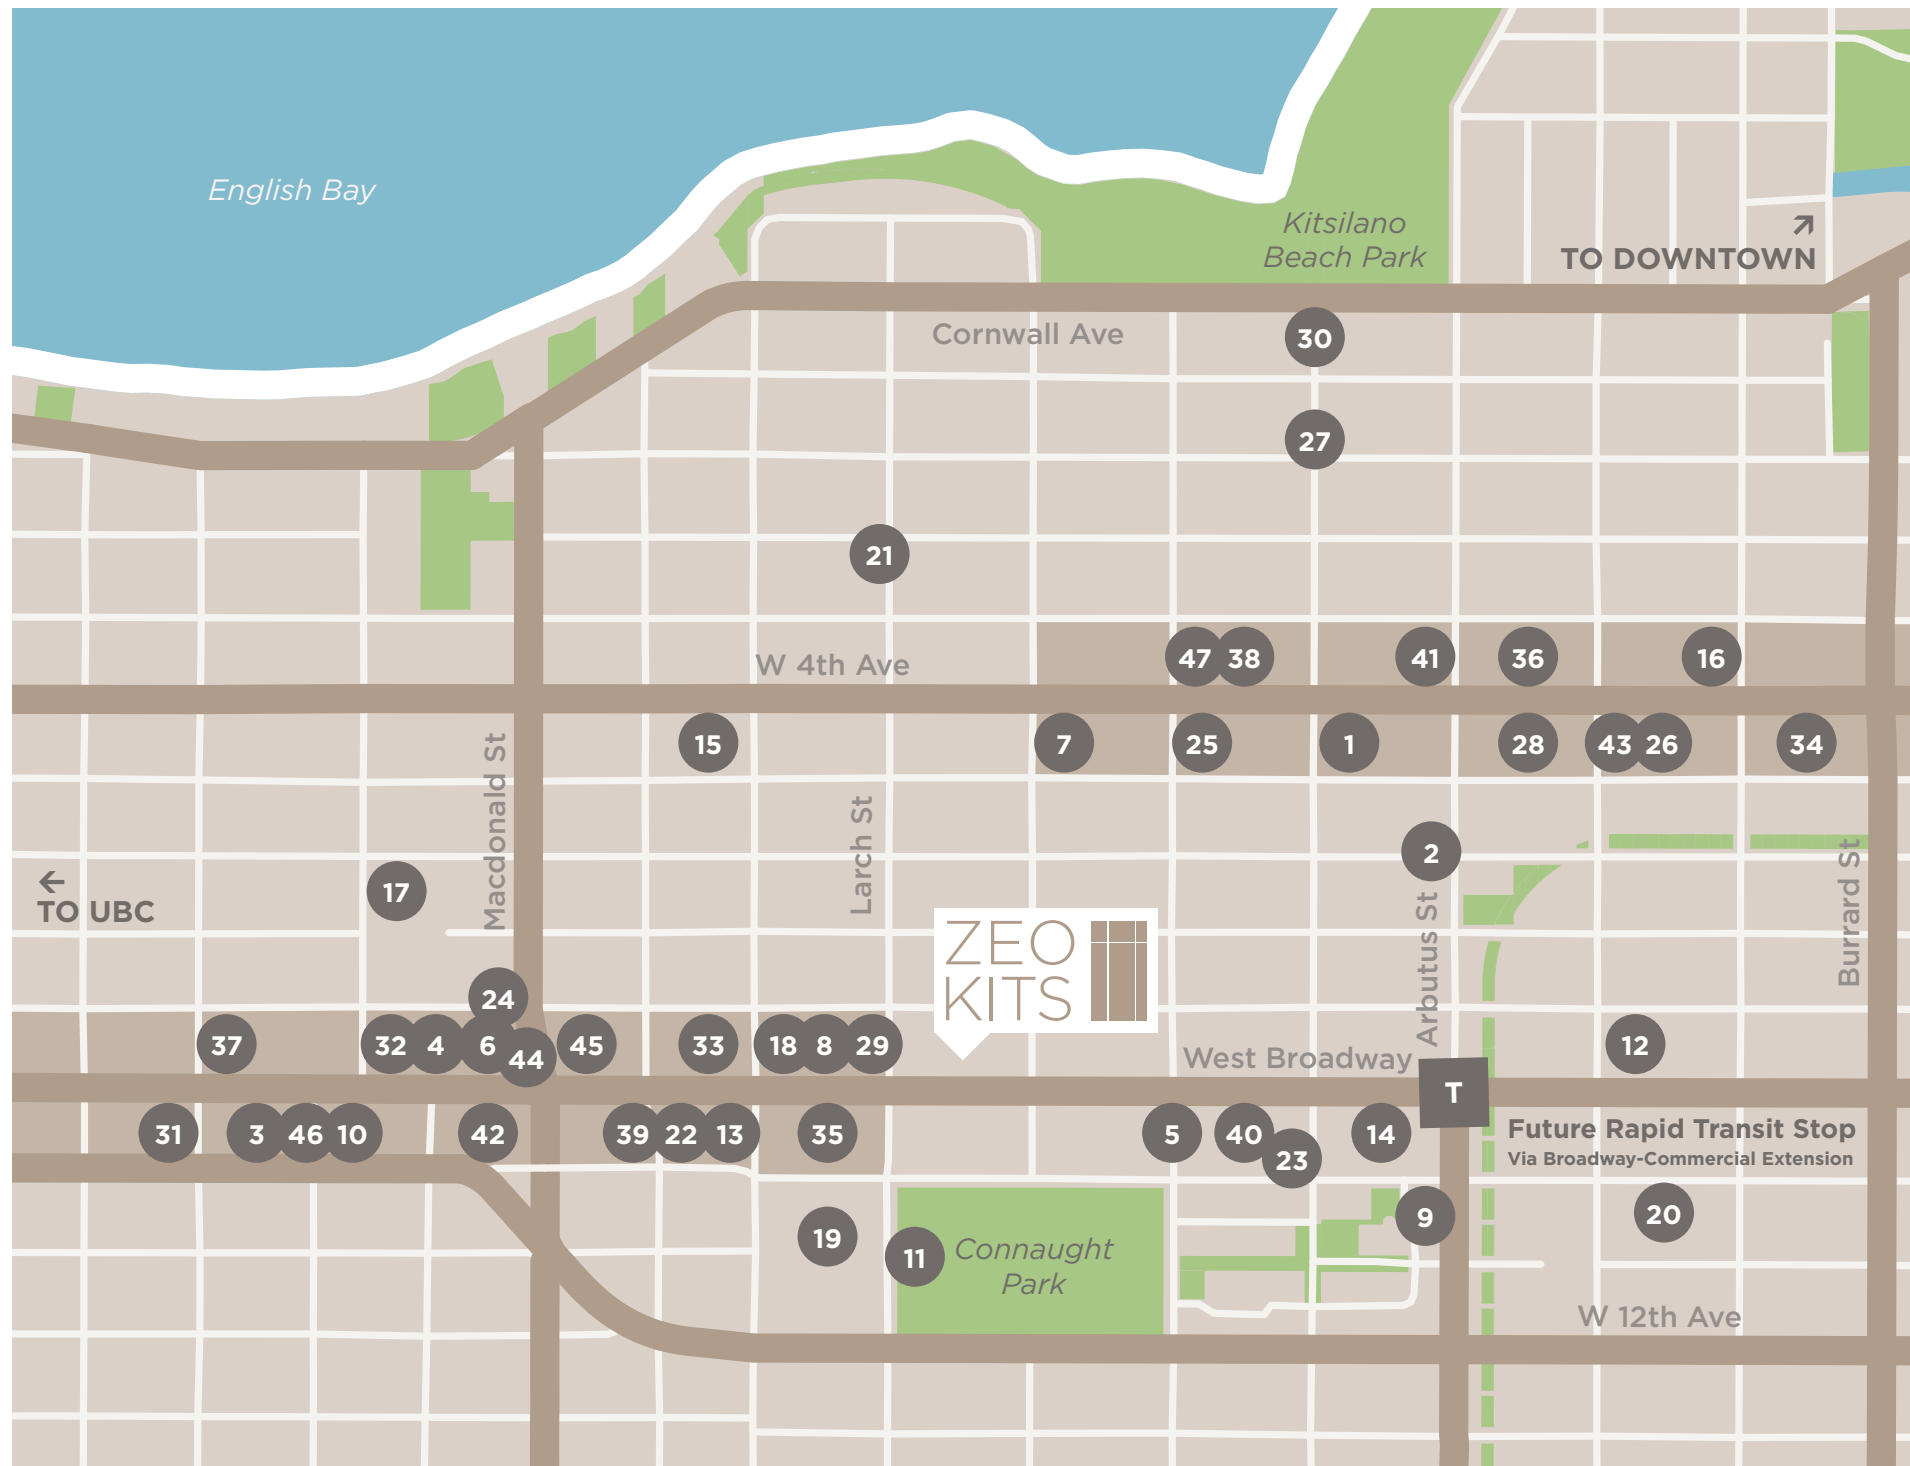 English Bay
Kitsilano
Beach Park
TO DOWNTOWN
Cornwall Ave
30
27
21
47 38 41 36 16
W 4th Ave
15 7 25 1 28 43 26 34
Macdonald St
Larch St
2
Arbutus St
Burrard St
17
TO UBC
ZEO
KITS
24
37 32 4 6 44 45 33 18 8 29 12
West Broadway
T
31 3 46 10 42 39 22 13 35 5 40 23 14
Future Rapid Transit Stop
Via Broadway-Commercial Extension
19 11 9 20
Connaught
Park
W 12th Ave